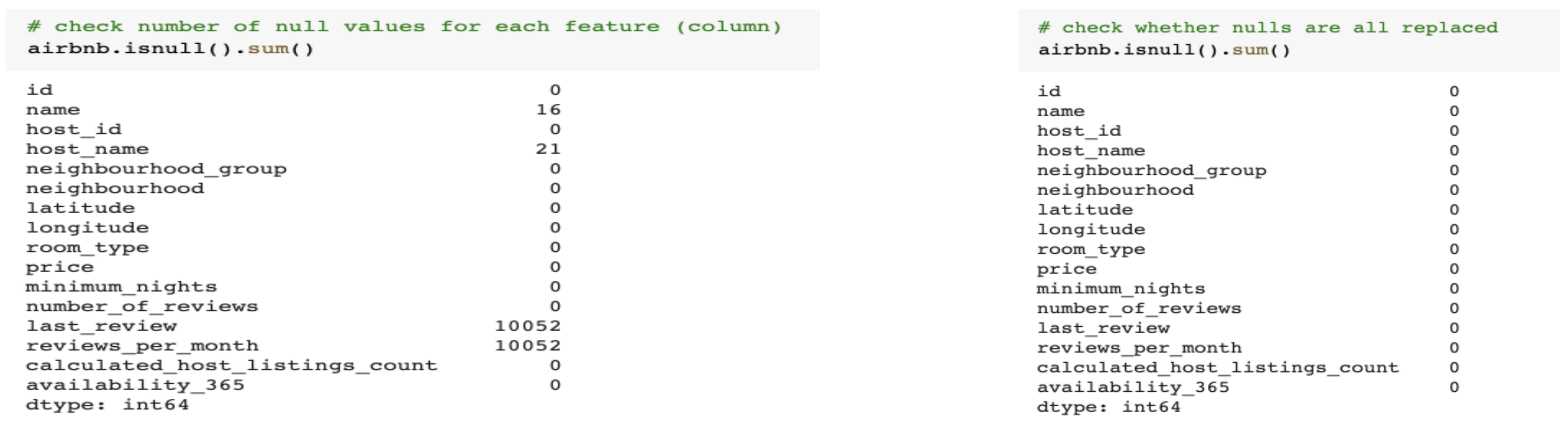 # check number of null values for each feature (column)
airbnb.isnull().sum()
id 0
name 16
host_id 0
host_name 21
neighbourhood_group 0
neighbourhood 0
latitude 0
longitude 0
room_type 0
price 0
minimum_nights 0
number_of_reviews 0
last_review 10052
reviews_per_month 10052
calculated_host_listings_count 0
availability_365 0
dtype: int64
# check whether nulls are all replaced
airbnb.isnull().sum()
id 0
name 0
host_id 0
host_name 0
neighbourhood_group 0
neighbourhood 0
latitude 0
longitude 0
room_type 0
price 0
minimum_nights 0
number_of_reviews 0
last_review 0
reviews_per_month 0
calculated_host_listings_count 0
availability_365 0
dtype: int64